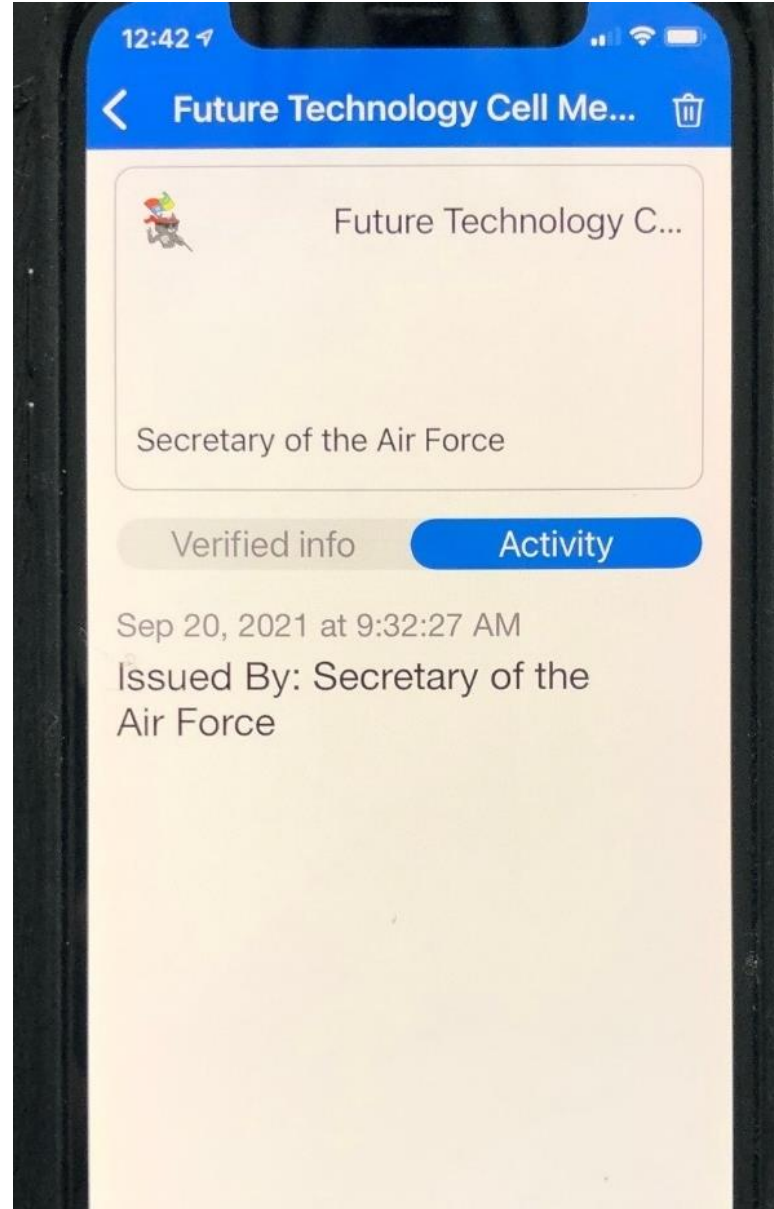 12:42
Future Technology Cell Me...
Future Technology C...
Secretary of the Air Force
Verified info
Activity
Sep 20, 2021 at 9:32:27 AM
Issued By: Secretary of the
Air Force